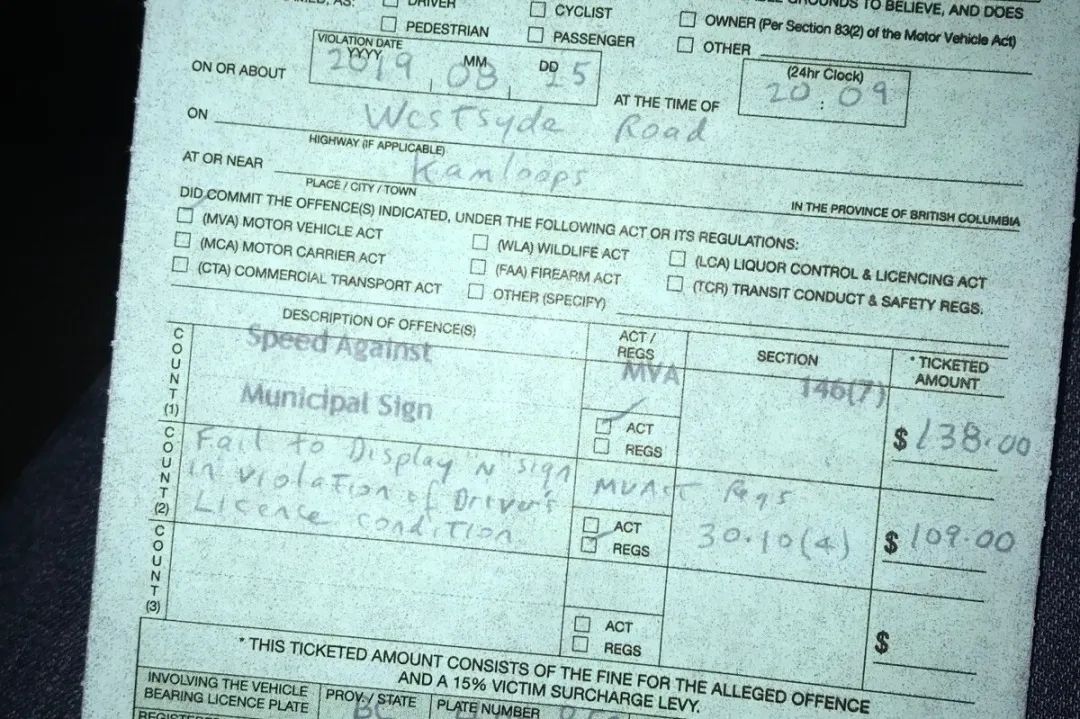 AS: DRIVER CYCLIST GROUNDS TO BELIEVE, AND DOES
PEDESTRIAN PASSENGER OWNER (Per Section 83(2) of the Motor Vehicle Act)
OTHER
VIOLATION DATE
YYYY MM DD (24hr Clock)
ON OR ABOUT 2019 08 25 AT THE TIME OF 20:09
ON Westsyde Road
HIGHWAY (IF APPLICABLE)
AT OR NEAR Kamloops
PLACE / CITY / TOWN IN THE PROVINCE OF BRITISH COLUMBIA
DID COMMIT THE OFFENCE(S) INDICATED, UNDER THE FOLLOWING ACT OR ITS REGULATIONS:
(MVA) MOTOR VEHICLE ACT (WLA) WILDLIFE ACT (LCA) LIQUOR CONTROL & LICENCING ACT
(MCA) MOTOR CARRIER ACT (FAA) FIREARM ACT (TCR) TRANSIT CONDUCT & SAFETY REGS.
(CTA) COMMERCIAL TRANSPORT ACT OTHER (SPECIFY)
DESCRIPTION OF OFFENCE(S) ACT / REGS SECTION * TICKETED AMOUNT
COUNT (1) Speed Against MVA 146(7)
Municipal Sign ACT $ 138.00
REGS
COUNT (2) Fail to Display "N" sign
in violation of Driver's MVAct Regs
Licence condition. ACT 30.10(4) $ 109.00
REGS
COUNT (3) ACT $
REGS
* THIS TICKETED AMOUNT CONSISTS OF THE FINE FOR THE ALLEGED OFFENCE
AND A 15% VICTIM SURCHARGE LEVY.
INVOLVING THE VEHICLE PROV / STATE PLATE NUMBER
BEARING LICENCE PLATE BC
REGISTERED